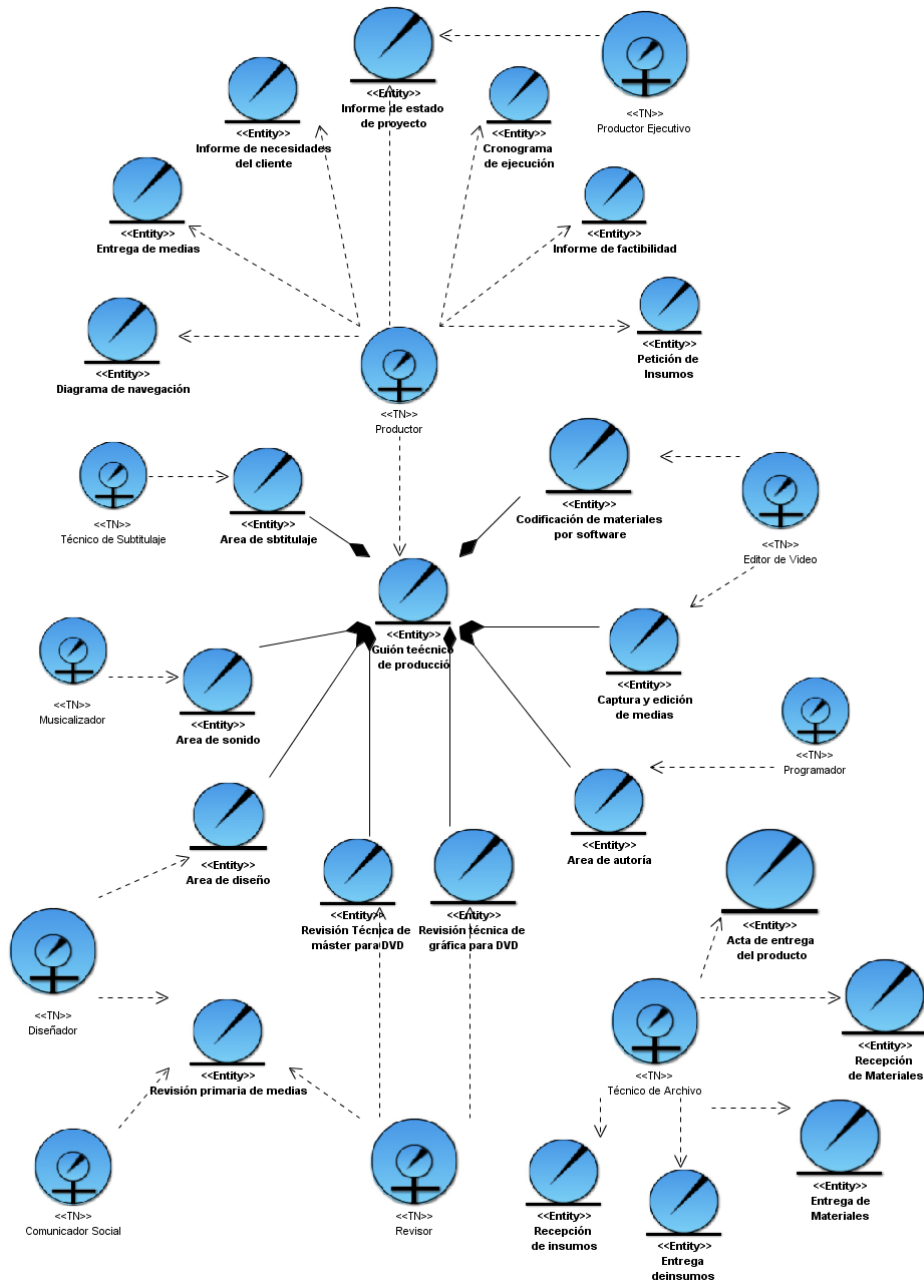 <<Entity>>
Informe de estado
de proyecto
<<TN>>
Productor Ejecutivo
<<Entity>>
Informe de necesidades
del cliente
<<Entity>>
Cronograma
de ejecución
<<Entity>>
Entrega de medias
<<Entity>>
Informe de factibilidad
<<Entity>>
Diagrama de navegación
<<TN>>
Productor
<<Entity>>
Petición de
Insumos
<<TN>>
Técnico de Subtitulaje
<<Entity>>
Area de sbtitulaje
<<Entity>>
Codificación de materiales
por software
<<TN>>
Editor de Video
<<Entity>>
Guión teécnico
de producció
<<TN>>
Musicalizador
<<Entity>>
Area de sonido
<<Entity>>
Captura y edición
de medias
<<TN>>
Programador
<<Entity>>
Area de diseño
<<Entity>>
Revisión Técnica de
máster para DVD
<<Entity>>
Revisión técnica de
gráfica para DVD
<<Entity>>
Area de autoría
<<Entity>>
Acta de entrega
del producto
<<TN>>
Diseñador
<<Entity>>
Revisión primaria de medias
<<TN>>
Técnico de Archivo
<<Entity>>
Recepción
de Materiales
<<TN>>
Comunicador Social
<<TN>>
Revisor
<<Entity>>
Recepción
de insumos
<<Entity>>
Entrega
deinsumos
<<Entity>>
Entrega de
Materiales